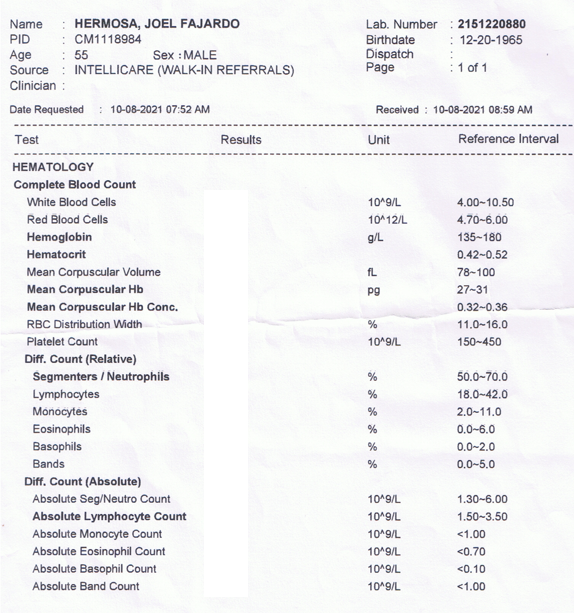 Name : HERMOSA, JOEL FAJARDO Lab. Number : 2151220880
PID : CM1118984 Birthdate : 12-20-1965
Age : 55 Sex : MALE Dispatch :
Source : INTELLICARE (WALK-IN REFERRALS) Page : 1 of 1
Clinician :
Date Requested : 10-08-2021 07:52 AM Received : 10-08-2021 08:59 AM
Test Results Unit Reference Interval
HEMATOLOGY
Complete Blood Count
White Blood Cells 10^9/L 4.00~10.50
Red Blood Cells 10^12/L 4.70~6.00
Hemoglobin g/L 135~180
Hematocrit 0.42~0.52
Mean Corpuscular Volume fL 78~100
Mean Corpuscular Hb pg 27~31
Mean Corpuscular Hb Conc. 0.32~0.36
RBC Distribution Width % 11.0~16.0
Platelet Count 10^9/L 150~450
Diff. Count (Relative)
Segmenters / Neutrophils % 50.0~70.0
Lymphocytes % 18.0~42.0
Monocytes % 2.0~11.0
Eosinophils % 0.0~6.0
Basophils % 0.0~2.0
Bands % 0.0~5.0
Diff. Count (Absolute)
Absolute Seg/Neutro Count 10^9/L 1.30~6.00
Absolute Lymphocyte Count 10^9/L 1.50~3.50
Absolute Monocyte Count 10^9/L <1.00
Absolute Eosinophil Count 10^9/L <0.70
Absolute Basophil Count 10^9/L <0.10
Absolute Band Count 10^9/L <1.00